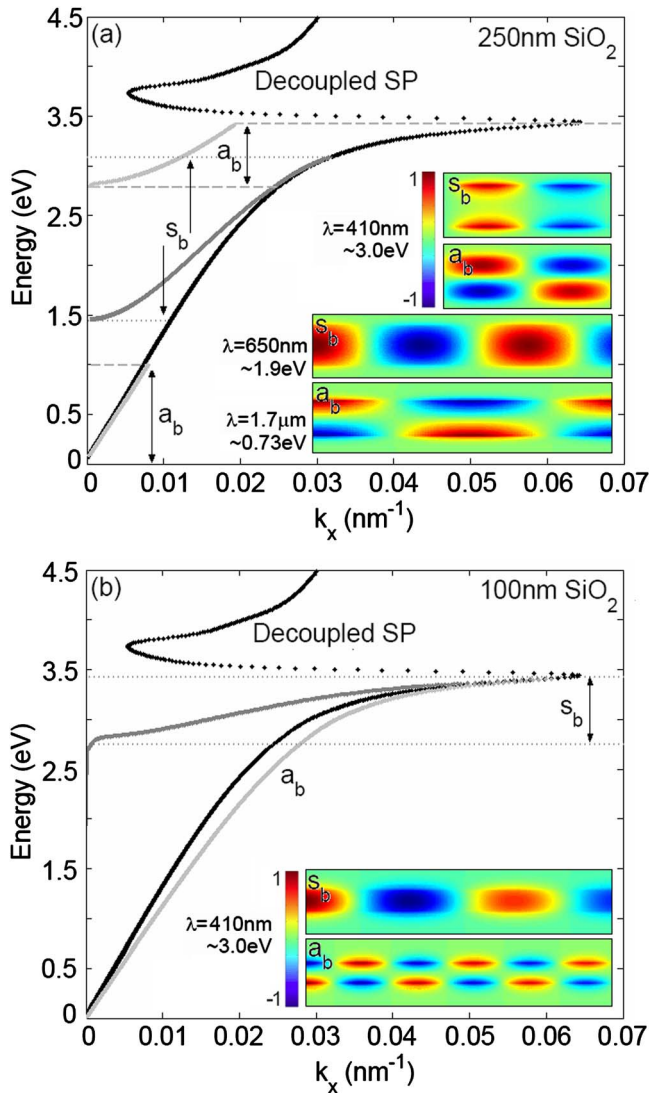 (a)
250nm SiO₂
Decoupled SP
4.5
3.5
2.5
1.5
0.5
0
Energy (eV)
a_b
s_b
a_b
1
-1
λ=410nm
~3.0eV
s_b
a_b
λ=650nm
~1.9eV
s_b
λ=1.7μm
~0.73eV
a_b
0 0.01 0.02 0.03 0.04 0.05 0.06 0.07
kₓ (nm⁻¹)
(b)
100nm SiO₂
Decoupled SP
4.5
3.5
2.5
1.5
0.5
0
Energy (eV)
s_b
a_b
1
-1
λ=410nm
~3.0eV
s_b
a_b
0 0.01 0.02 0.03 0.04 0.05 0.06 0.07
kₓ (nm⁻¹)